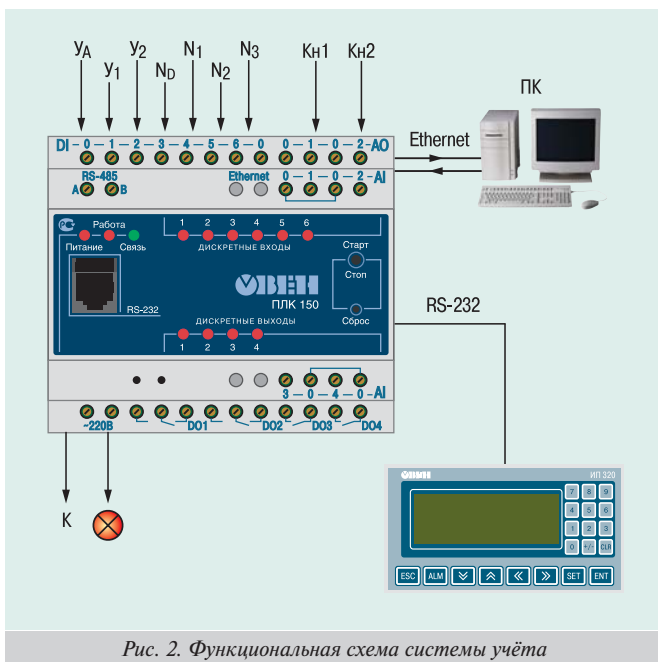 УА У2 N1 N3 Кн1 Кн2
У1 ND N2
ПК
DI – 0 – 1 – 2 – 3 – 4 – 5 – 6 – 0 0 – 1 – 0 – 2 – AO
Ethernet
RS-485 Ethernet 0 – 1 – 0 – 2 – AI
A B
Работа
Питание Связь
1 2 3 4 5 6
ДИСКРЕТНЫЕ ВХОДЫ
Старт
Стоп
ОВЕН
ПЛК 150
RS-232
RS-232
ДИСКРЕТНЫЕ ВЫХОДЫ
Сброс
1 2 3 4
3 – 0 – 4 – 0 – AI
~220В DO1 DO2 DO3 DO4
К
ОВЕН ИП 320
7 8 9
4 5 6
1 2 3
0 +/- CLR
ESC ALM SET ENT
Рис. 2. Функциональная схема системы учёта